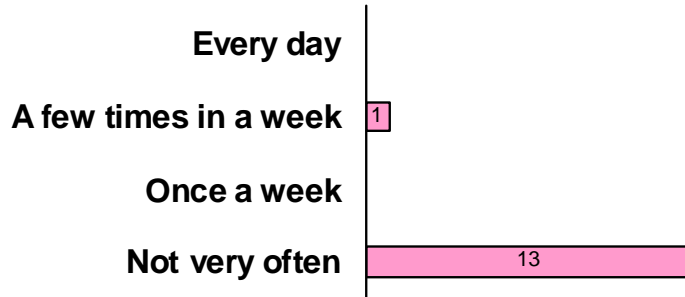 Every day
A few times in a week 1
Once a week
Not very often 13